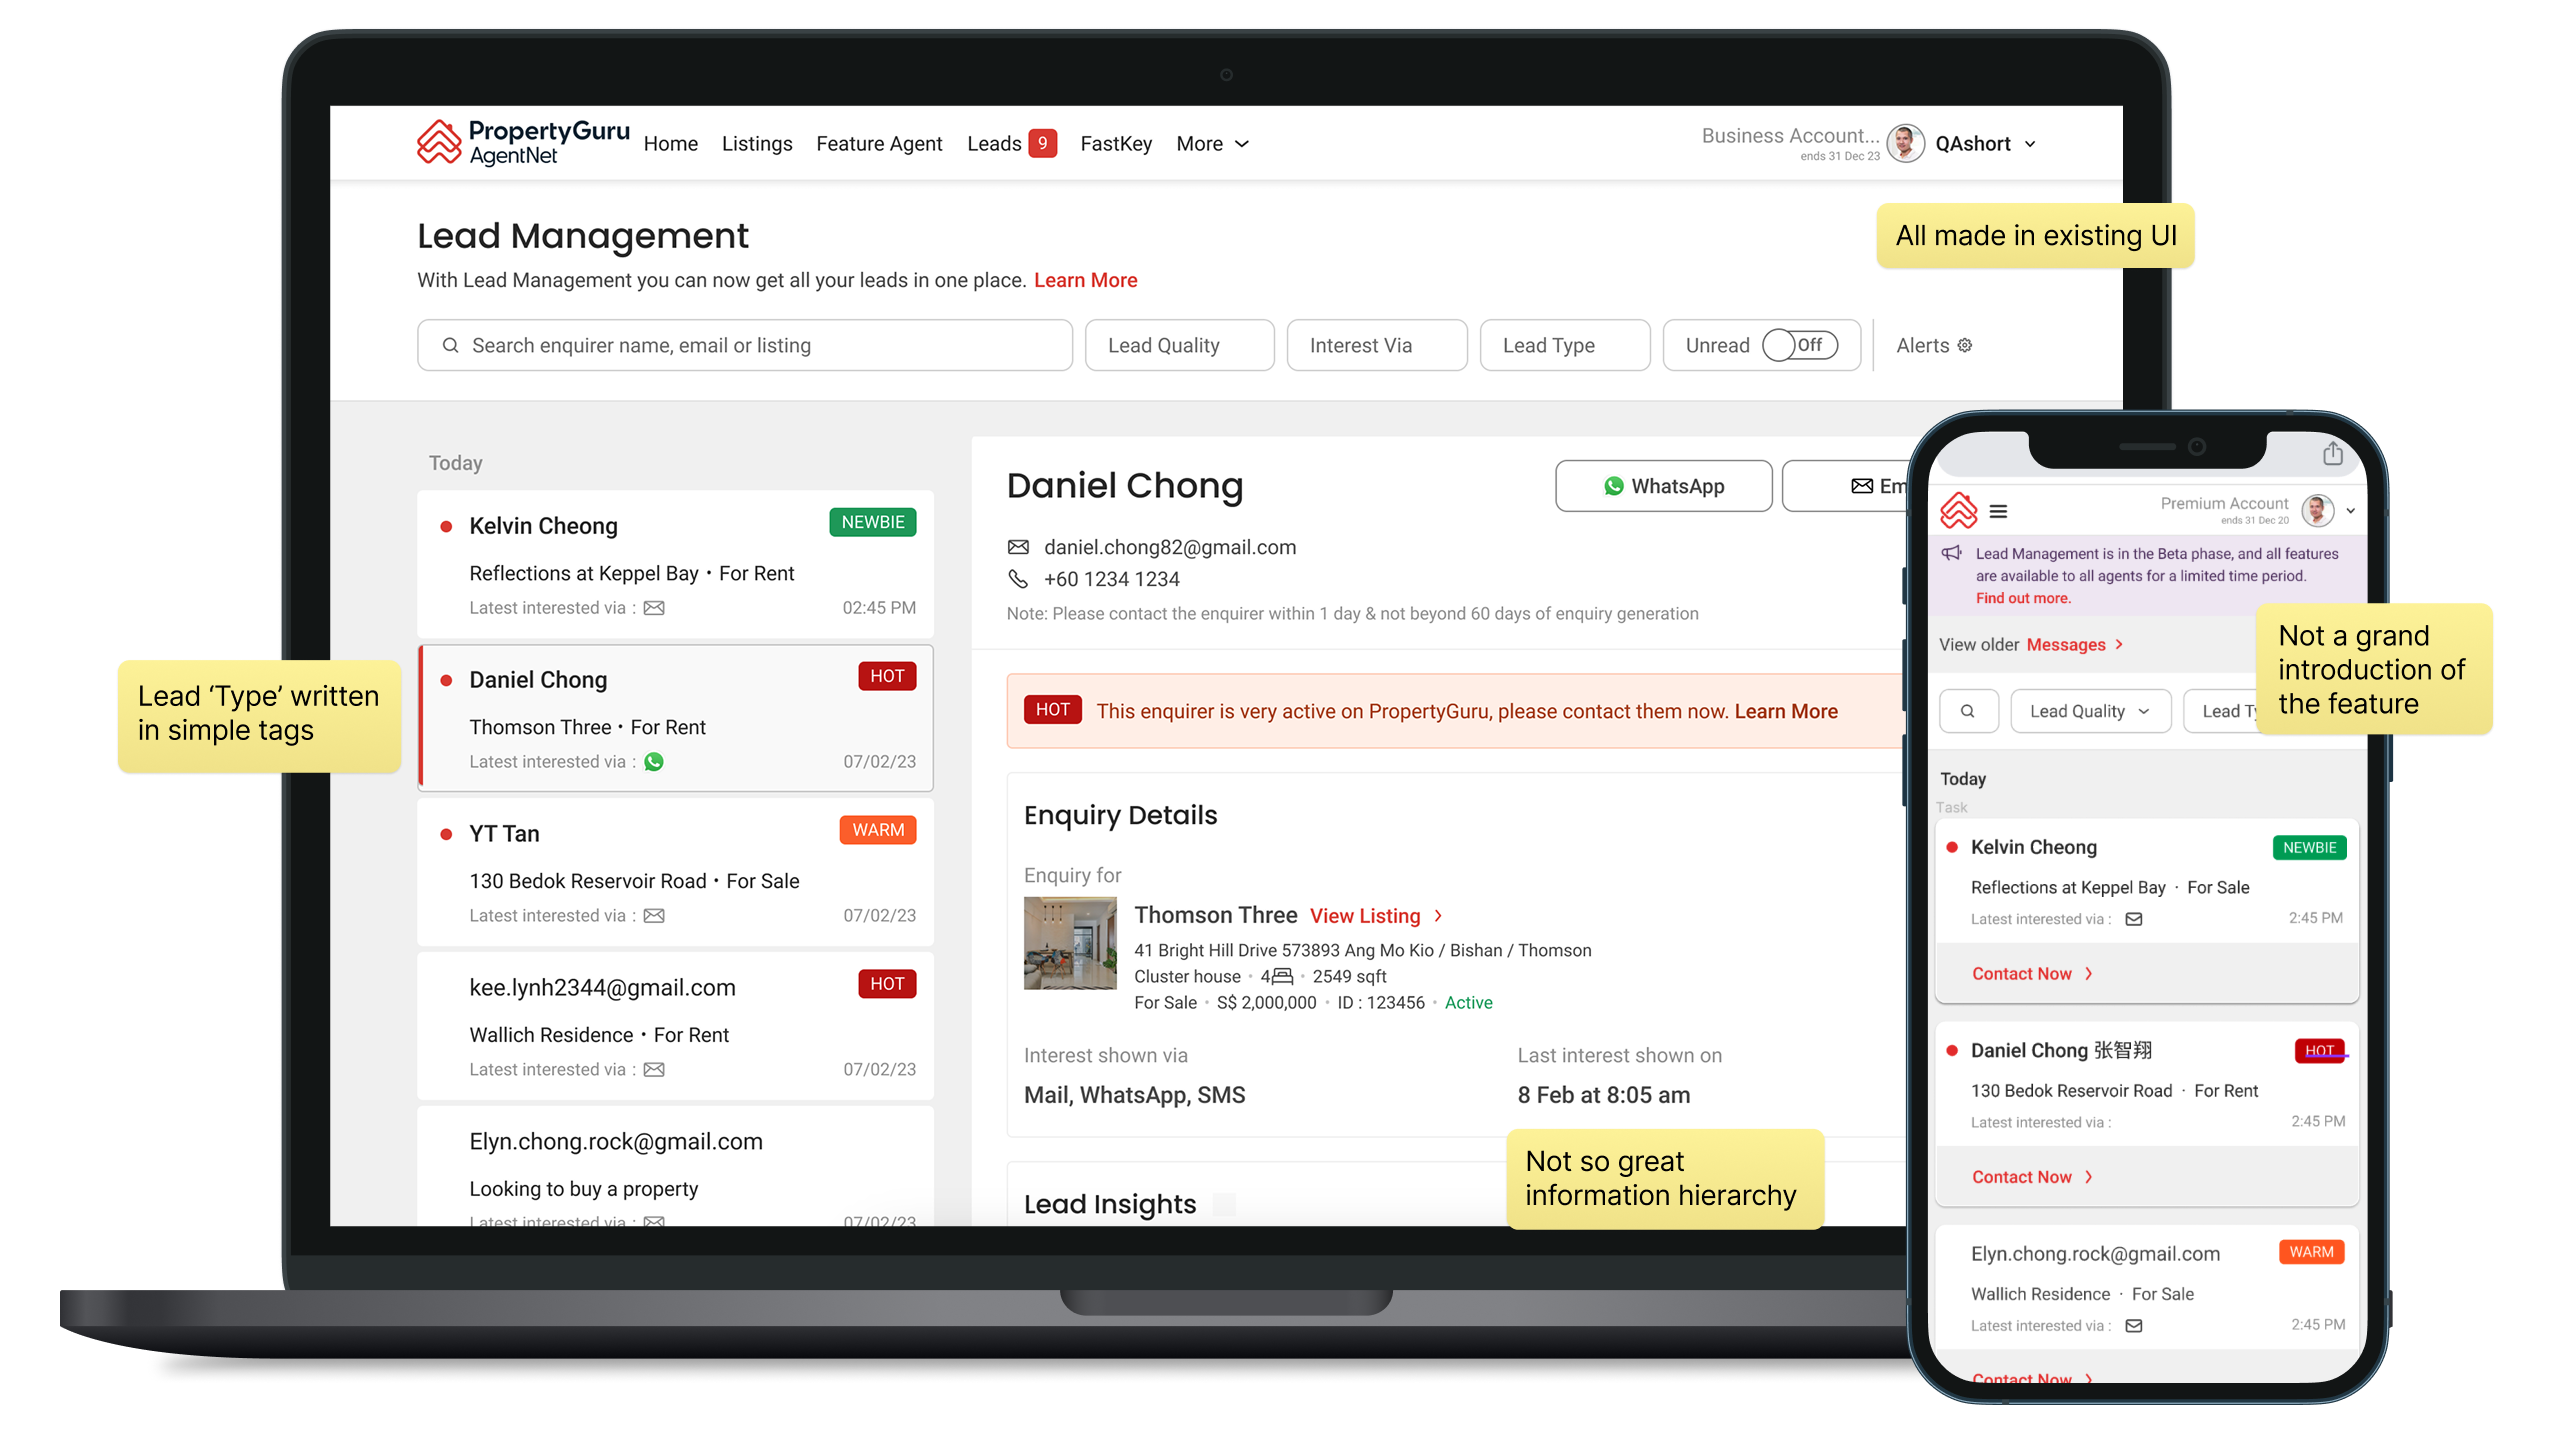 PropertyGuru
AgentNet
Home
Listings
Feature Agent
Leads 9
FastKey
More
Business Account...
ends 31 Dec 23
QAshort
Lead Management
With Lead Management you can now get all your leads in one place. Learn More
All made in existing UI
Search enquirer name, email or listing
Lead Quality
Interest Via
Lead Type
Unread Off
Alerts
Today
Kelvin Cheong
NEWBIE
Reflections at Keppel Bay • For Rent
Latest interested via :
02:45 PM
Daniel Chong
HOT
Thomson Three • For Rent
Latest interested via :
07/02/23
YT Tan
WARM
130 Bedok Reservoir Road • For Sale
Latest interested via :
07/02/23
kee.lynh2344@gmail.com
HOT
Wallich Residence • For Rent
Latest interested via :
07/02/23
Elyn.chong.rock@gmail.com
Looking to buy a property
Latest interested via :
07/02/23
Lead ‘Type’ written
in simple tags
Daniel Chong
WhatsApp
Em
daniel.chong82@gmail.com
+60 1234 1234
Note: Please contact the enquirer within 1 day & not beyond 60 days of enquiry generation
HOT This enquirer is very active on PropertyGuru, please contact them now. Learn More
Enquiry Details
Enquiry for
Thomson Three View Listing
41 Bright Hill Drive 573893 Ang Mo Kio / Bishan / Thomson
Cluster house • 4 • 2549 sqft
For Sale • S$ 2,000,000 • ID : 123456 • Active
Interest shown via
Mail, WhatsApp, SMS
Last interest shown on
8 Feb at 8:05 am
Lead Insights
Not so great
information hierarchy
Premium Account
ends 31 Dec 20
Lead Management is in the Beta phase, and all features
are available to all agents for a limited time period.
Find out more.
View older Messages
Not a grand
introduction of
the feature
Lead Quality
Lead Ty
Today
Task
Kelvin Cheong
NEWBIE
Reflections at Keppel Bay · For Sale
Latest interested via :
2:45 PM
Contact Now
Daniel Chong 张智翔
HOT
130 Bedok Reservoir Road · For Rent
Latest interested via :
2:45 PM
Contact Now
Elyn.chong.rock@gmail.com
WARM
Wallich Residence · For Sale
Latest interested via :
2:45 PM
Contact Now